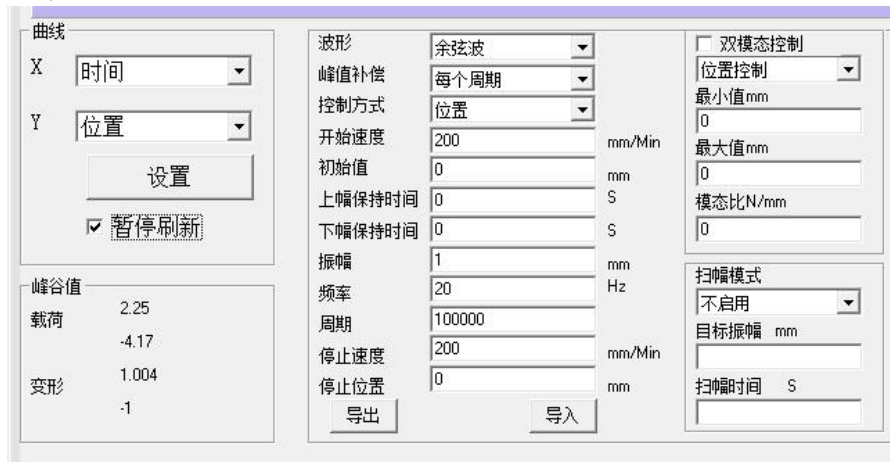 曲线
X 时间
Y 位置
设置
暂停刷新
峰谷值
载荷 2.25
-4.17
变形 1.004
-1
波形 余弦波
峰值补偿 每个周期
控制方式 位置
开始速度 200 mm/Min
初始值 0 mm
上幅保持时间 0 S
下幅保持时间 0 S
振幅 1 mm
频率 20 Hz
周期 100000
停止速度 200 mm/Min
停止位置 0 mm
导出 导入
双模态控制
位置控制
最小值mm
0
最大值mm
0
模态比N/mm
0
扫幅模式
不启用
目标振幅 mm
扫幅时间 S